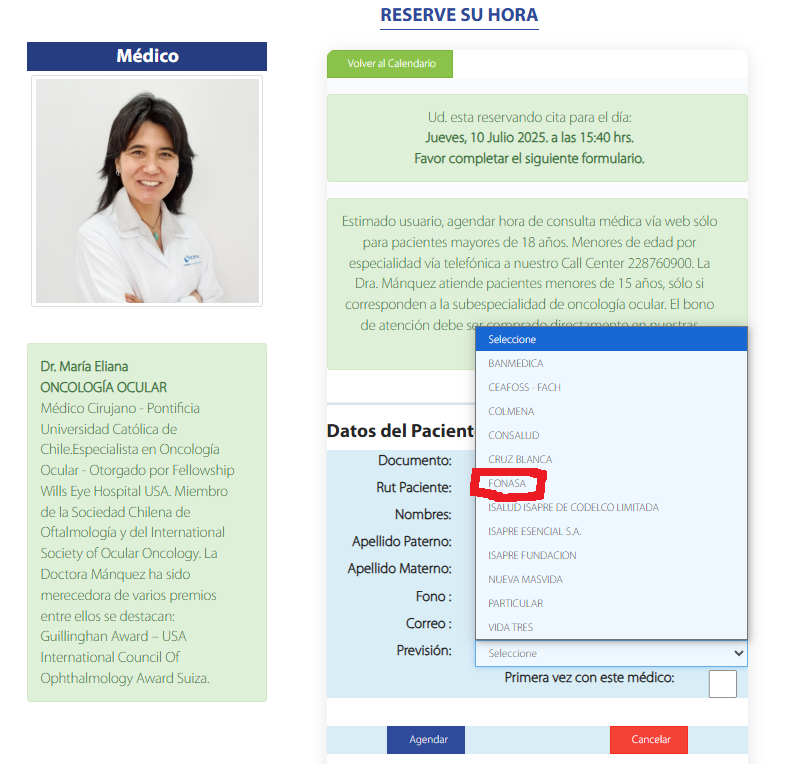 RESERVE SU HORA
Médico
Dr. María Eliana
ONCOLOGÍA OCULAR
Médico Cirujano - Pontificia
Universidad Católica de
Chile.Especialista en Oncología
Ocular - Otorgado por Fellowship
Wills Eye Hospital USA. Miembro
de la Sociedad Chilena de
Oftalmología y del International
Society of Ocular Oncology. La
Doctora Mánquez ha sido
merecedora de varios premios
entre ellos se destacan:
Guillinghan Award – USA
International Council Of
Ophthalmology Award Suiza.
Volver al Calendario
Ud. esta reservando cita para el día:
Jueves, 10 Julio 2025. a las 15:40 hrs.
Favor completar el siguiente formulario.
Estimado usuario, agendar hora de consulta médica vía web sólo
para pacientes mayores de 18 años. Menores de edad por
especialidad vía telefónica a nuestro Call Center 228760900. La
Dra. Mánquez atiende pacientes menores de 15 años, sólo si
corresponden a la subespecialidad de oncología ocular. El bono
de atención debe ser comprado directamente en nuestras
Datos del Pacient
Documento:
Rut Paciente:
Nombres:
Apellido Paterno:
Apellido Materno:
Fono :
Correo :
Previsión:
Seleccione
BANMEDICA
CEAFOSS - FACH
COLMENA
CONSALUD
CRUZ BLANCA
FONASA
ISALUD ISAPRE DE CODELCO LIMITADA
ISAPRE ESENCIAL S.A.
ISAPRE FUNDACION
NUEVA MASVIDA
PARTICULAR
VIDA TRES
Seleccione
Primera vez con este médico:
Agendar
Cancelar